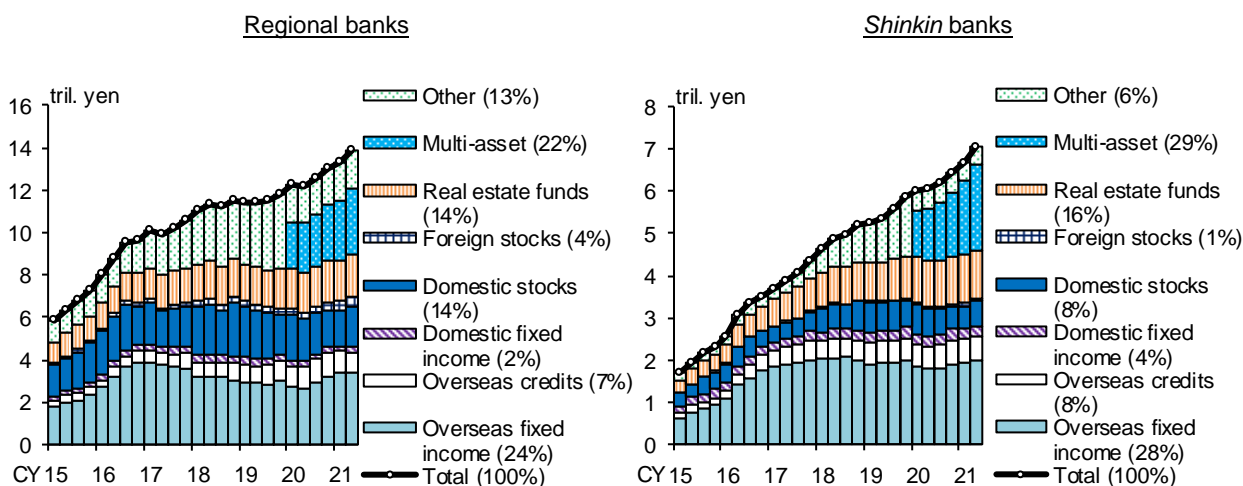 Regional banks
tril. yen
16
14
12
10
8
6
4
2
0
CY 15 16 17 18 19 20 21
Other (13%)
Multi-asset (22%)
Real estate funds
(14%)
Foreign stocks (4%)
Domestic stocks
(14%)
Domestic fixed
income (2%)
Overseas credits (7%)
Overseas fixed
income (24%)
Total (100%)
Shinkin banks
tril. yen
8
7
6
5
4
3
2
1
0
CY 15 16 17 18 19 20 21
Other (6%)
Multi-asset (29%)
Real estate funds
(16%)
Foreign stocks (1%)
Domestic stocks
(8%)
Domestic fixed
income (4%)
Overseas credits
(8%)
Overseas fixed
income (28%)
Total (100%)